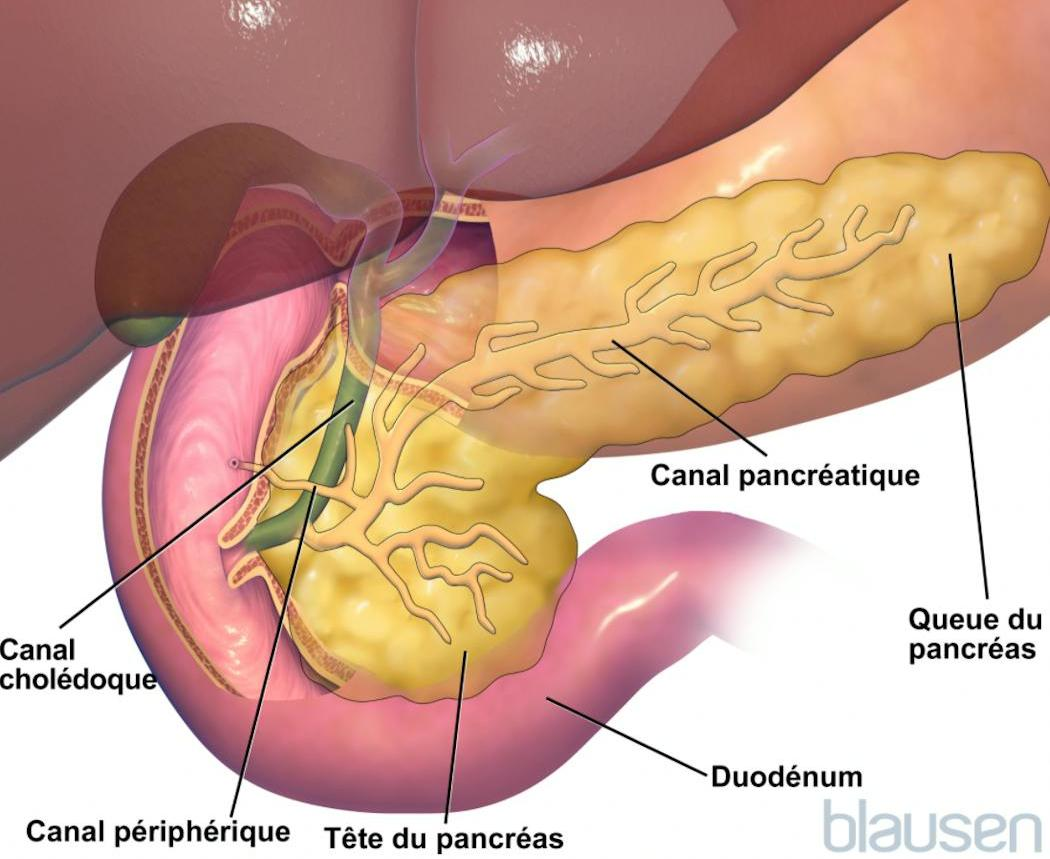 Canal pancréatique
Queue du
pancréas
Canal
cholédoque
Duodénum
Canal périphérique
Tête du pancréas
blausen